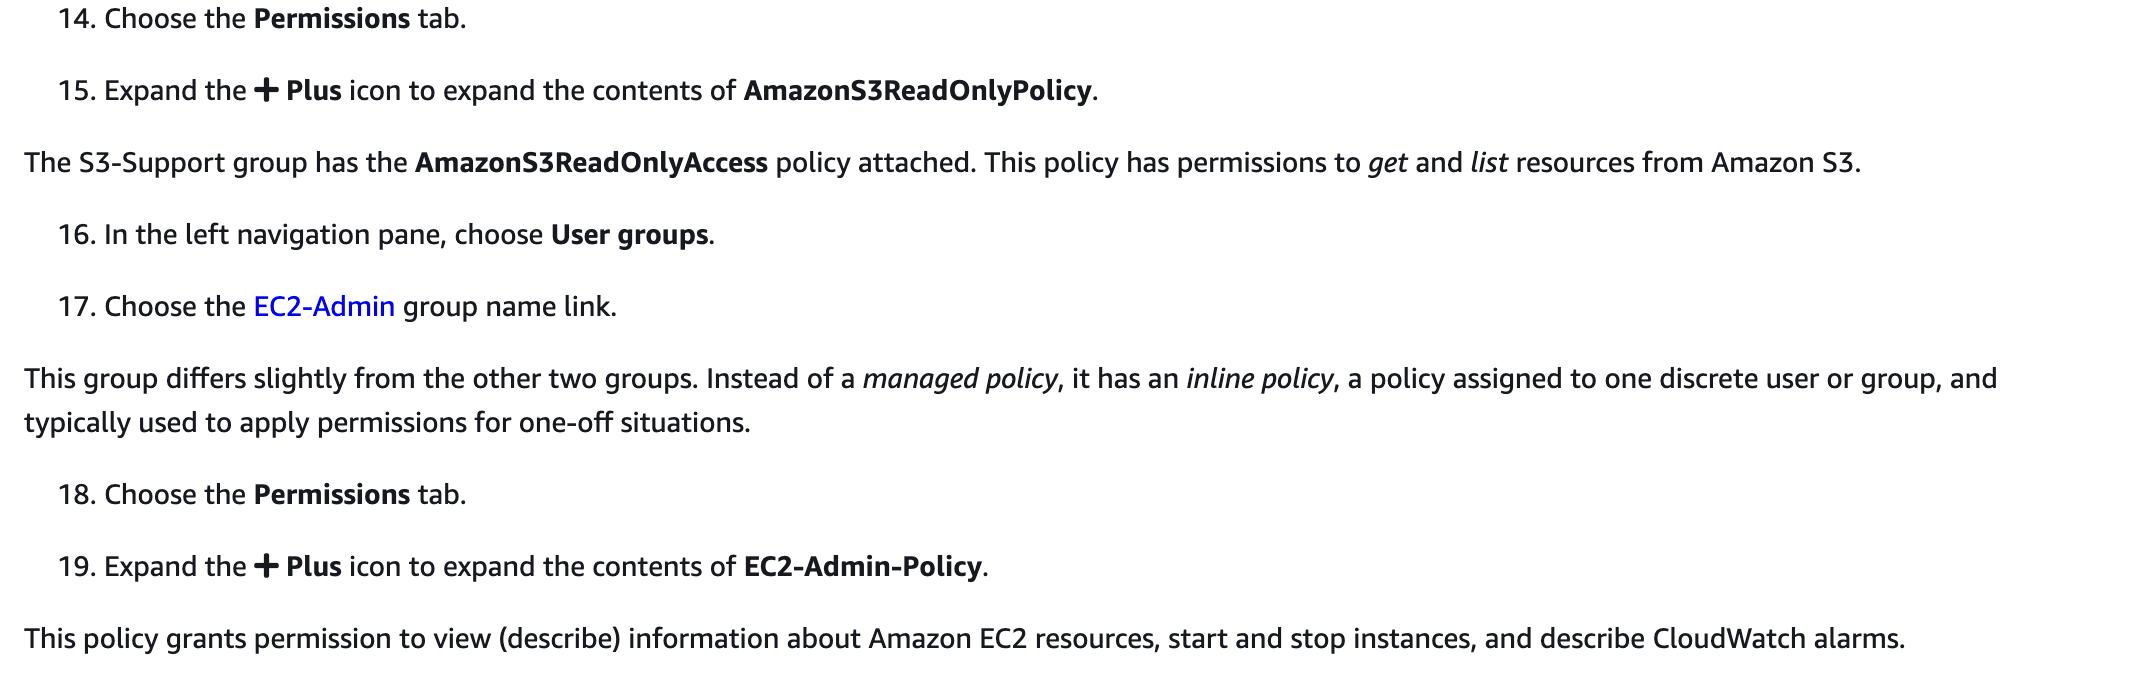 14. Choose the Permissions tab.
15. Expand the + Plus icon to expand the contents of AmazonS3ReadOnlyPolicy.
The S3-Support group has the AmazonS3ReadOnlyAccess policy attached. This policy has permissions to get and list resources from Amazon S3.
16. In the left navigation pane, choose User groups.
17. Choose the EC2-Admin group name link.
This group differs slightly from the other two groups. Instead of a managed policy, it has an inline policy, a policy assigned to one discrete user or group, and
typically used to apply permissions for one-off situations.
18. Choose the Permissions tab.
19. Expand the + Plus icon to expand the contents of EC2-Admin-Policy.
This policy grants permission to view (describe) information about Amazon EC2 resources, start and stop instances, and describe CloudWatch alarms.